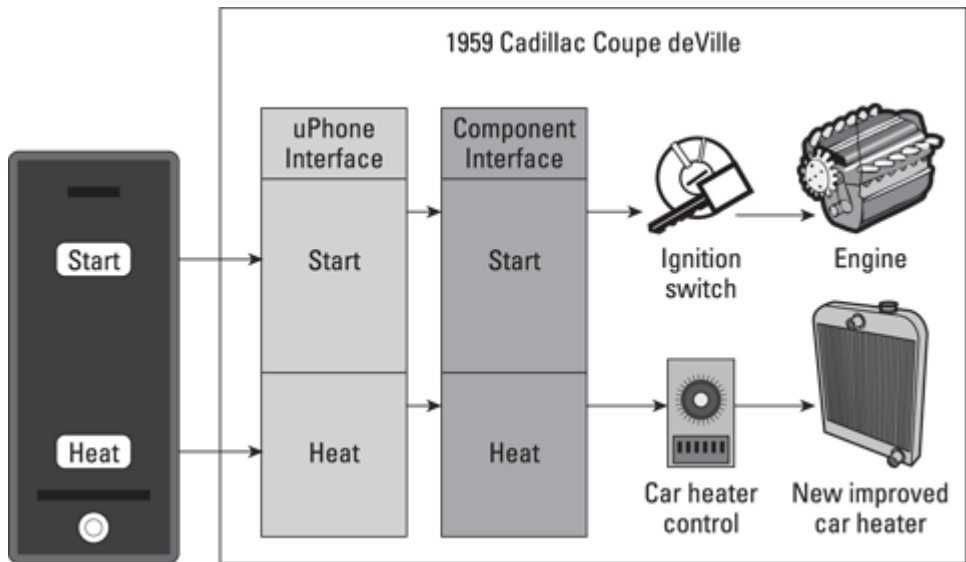 1959 Cadillac Coupe deVille
uPhone
Interface
Component
Interface
Start
Start
Start
Ignition
switch
Engine
Heat
Heat
Heat
Car heater
control
New improved
car heater